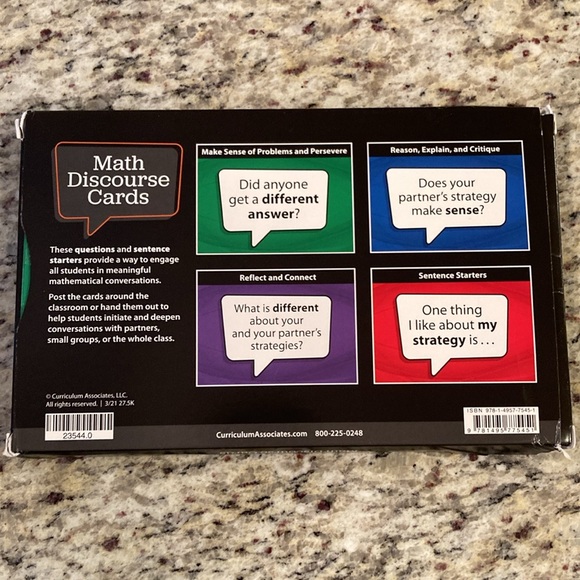 Math
Discourse
Cards
These questions and sentence
starters provide a way to engage
all students in meaningful
mathematical conversations.
Post the cards around the
classroom or hand them out to
help students initiate and deepen
conversations with partners,
small groups, or the whole class.
© Curriculum Associates, LLC.
All rights reserved. | 3/21 27.5K
23544.0
Make Sense of Problems and Persevere
Did anyone
get a different
answer?
Reason, Explain, and Critique
Does your
partner's strategy
make sense?
Reflect and Connect
What is different
about your
and your partner's
strategies?
Sentence Starters
One thing
I like about my
strategy is...
CurriculumAssociates.com 800-225-0248
ISBN 978-1-4957-7545-1
9 781495 775451